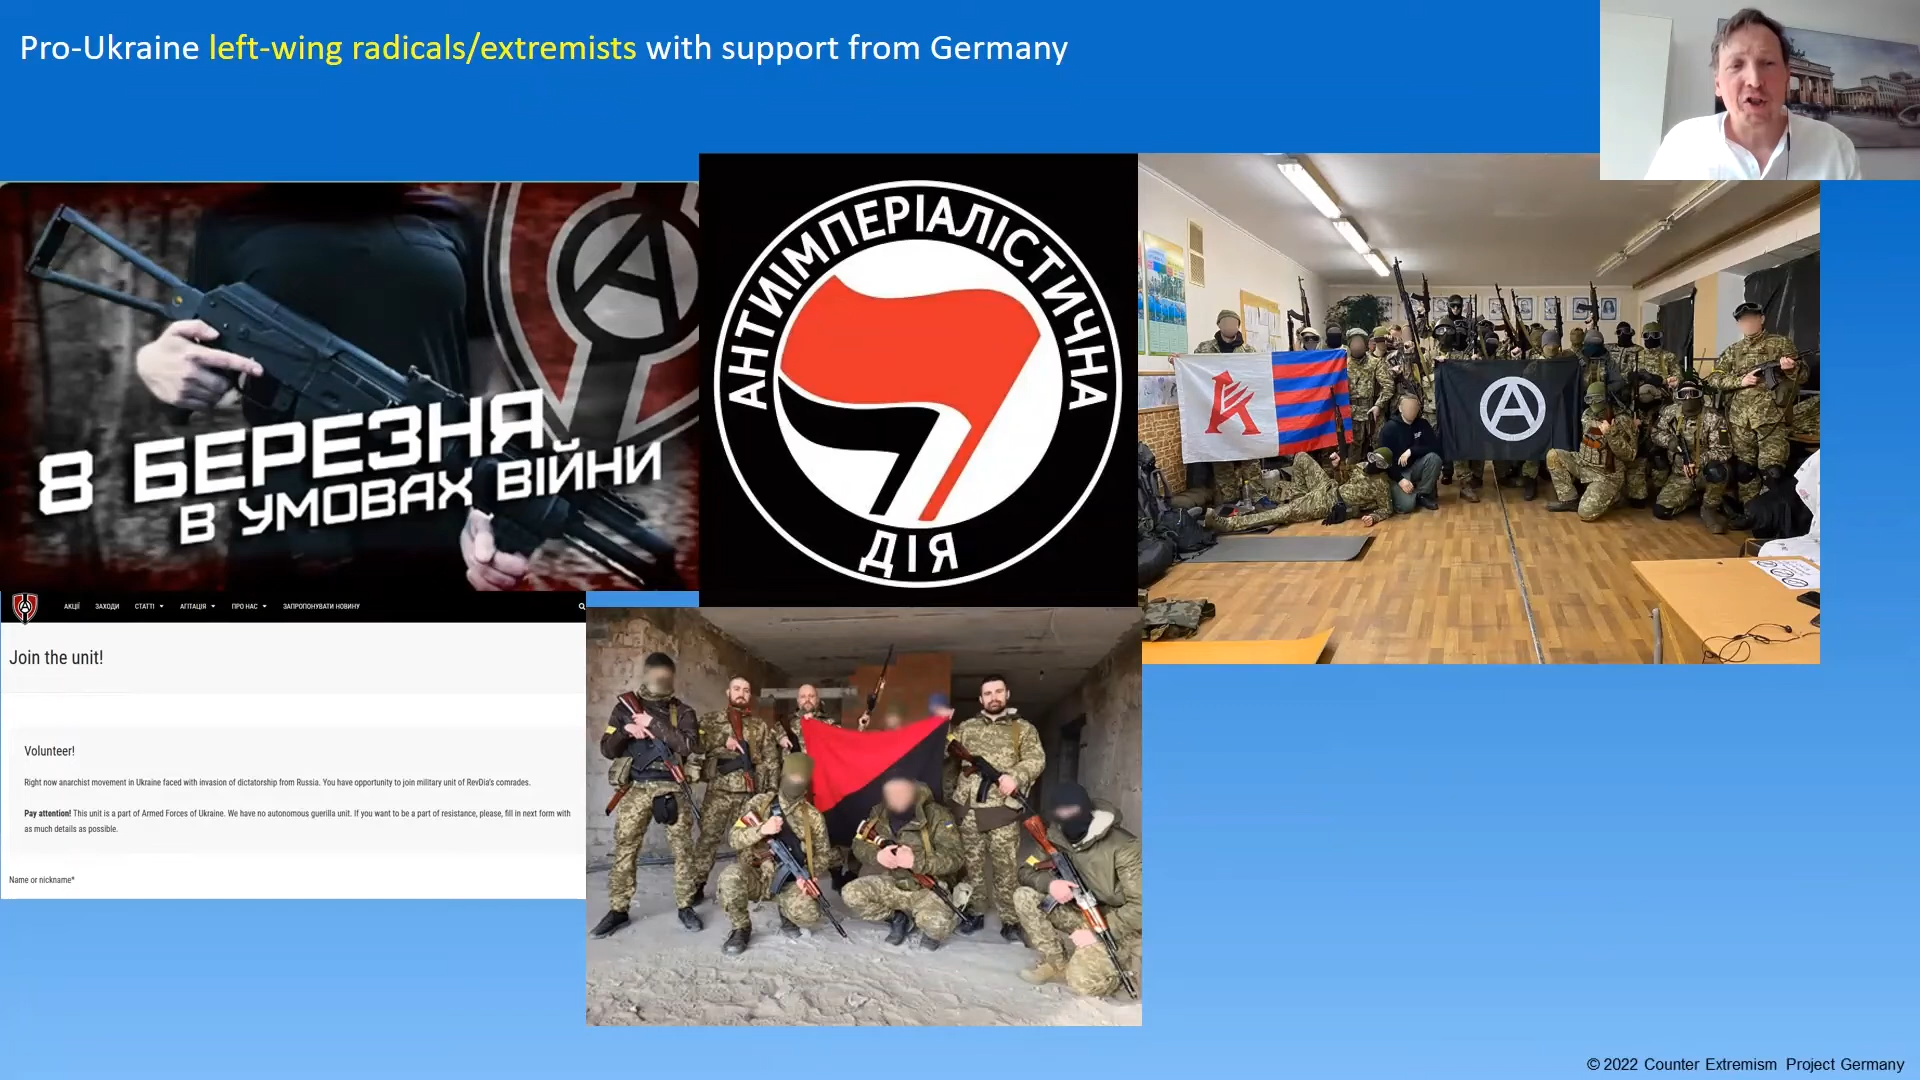 Pro-Ukraine left-wing radicals/extremists with support from Germany
8 БЕРЕЗНЯ
В УМОВАХ ВІЙНИ
АНТИІМПЕРІАЛІСТИЧНА
ДІЯ
АКЦІЇ ЗАХОДИ СТАТТІ АГІТАЦІЯ ПРО НАС ЗАПРОПОНУВАТИ НОВИНУ
Join the unit!
Volunteer!
Right now anarchist movement in Ukraine faced with invasion of dictatorship from Russia. You have opportunity to join military unit of RevDia's comrades.
Pay attention! This unit is a part of Armed Forces of Ukraine. We have no autonomous guerilla unit. If you want to be a part of resistance, please, fill in next form with
as much details as possible.
Name or nickname*
© 2022 Counter Extremism Project Germany